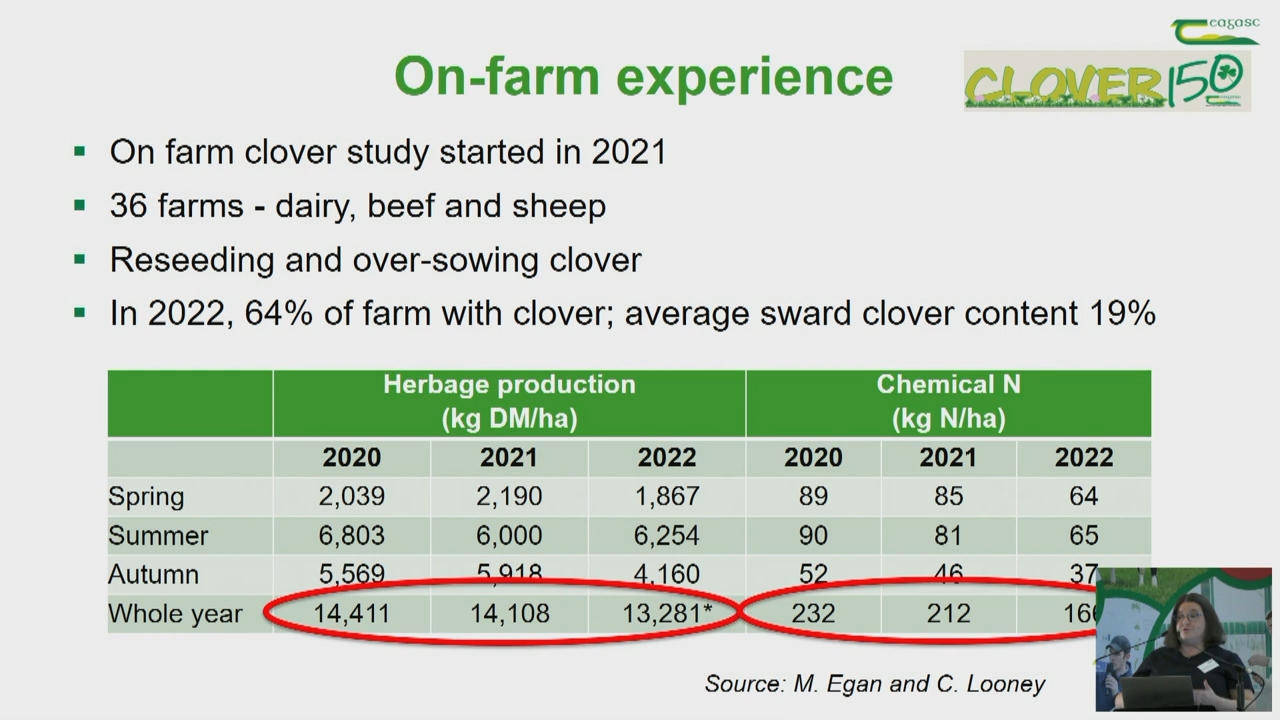 teagasc
On-farm experience
CLOVER150
On farm clover study started in 2021
36 farms - dairy, beef and sheep
Reseeding and over-sowing clover
In 2022, 64% of farm with clover; average sward clover content 19%
Herbage production (kg DM/ha) Chemical N (kg N/ha)
2020 2021 2022 2020 2021 2022
Spring 2,039 2,190 1,867 89 85 64
Summer 6,803 6,000 6,254 90 81 65
Autumn 5,569 5,918 4,160 52 46 37
Whole year 14,411 14,108 13,281* 232 212
Source: M. Egan and C. Looney